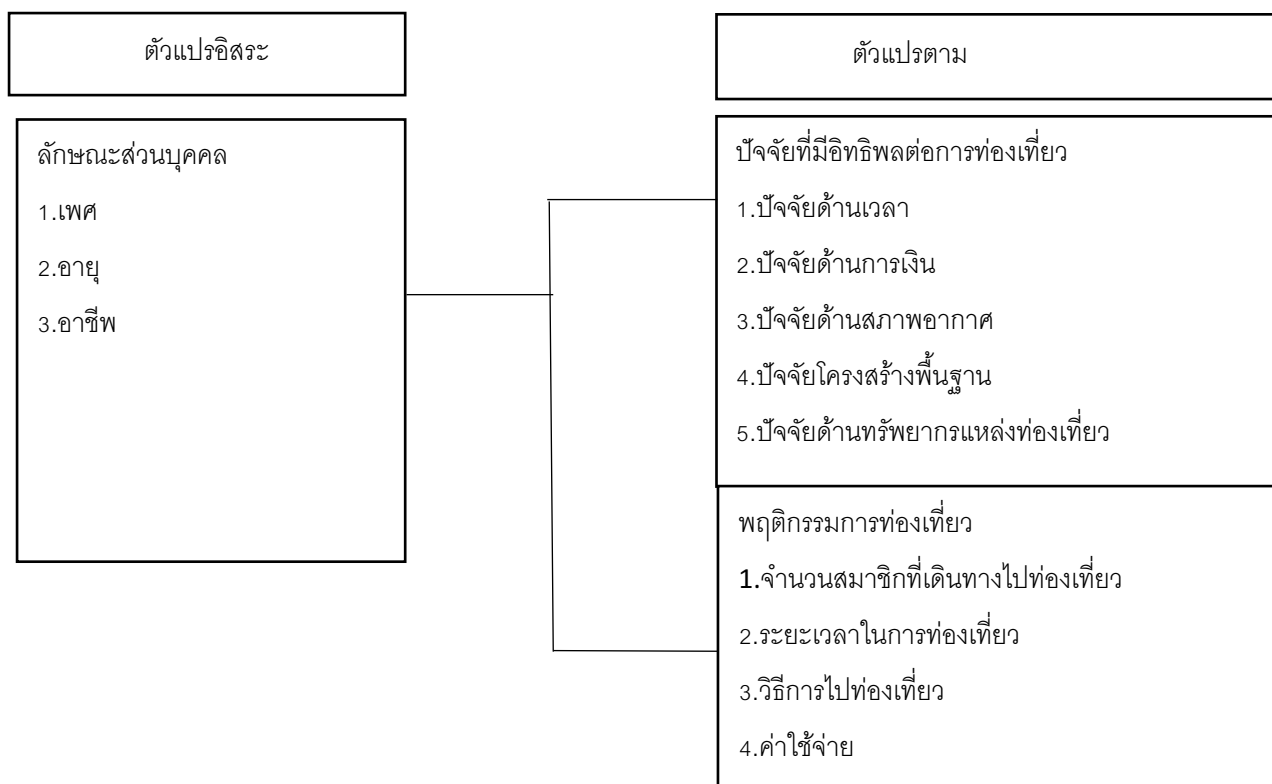 ตัวแปรอิสระ
ตัวแปรตาม
ลักษณะส่วนบุคคล
1.เพศ
2.อายุ
3.อาชีพ
ปัจจัยที่มีอิทธิพลต่อการท่องเที่ยว
1.ปัจจัยด้านเวลา
2.ปัจจัยด้านการเงิน
3.ปัจจัยด้านสภาพอากาศ
4.ปัจจัยโครงสร้างพื้นฐาน
5.ปัจจัยด้านทรัพยากรแหล่งท่องเที่ยว
พฤติกรรมการท่องเที่ยว
1.จำนวนสมาชิกที่เดินทางไปท่องเที่ยว
2.ระยะเวลาในการท่องเที่ยว
3.วิธีการไปท่องเที่ยว
4.ค่าใช้จ่าย